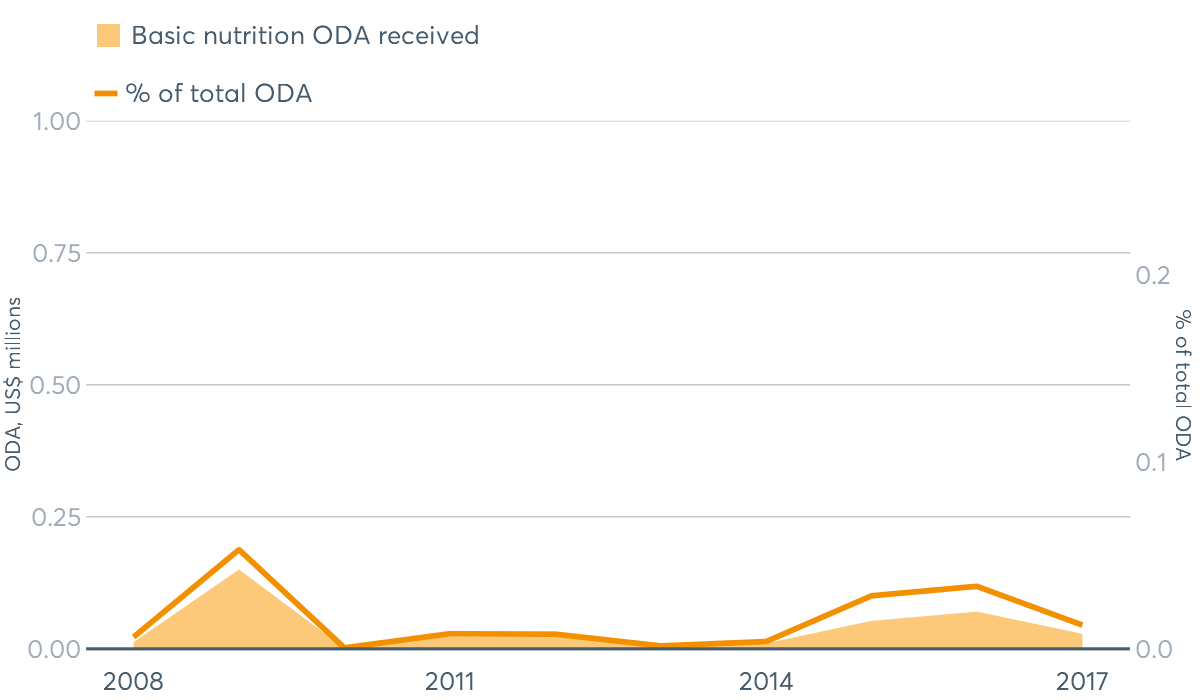 Basic nutrition ODA received
% of total ODA
1.00
0.75
0.50
0.25
0.00
ODA, US$ millions
0.2
0.1
0.0
% of total ODA
2008 2011 2014 2017